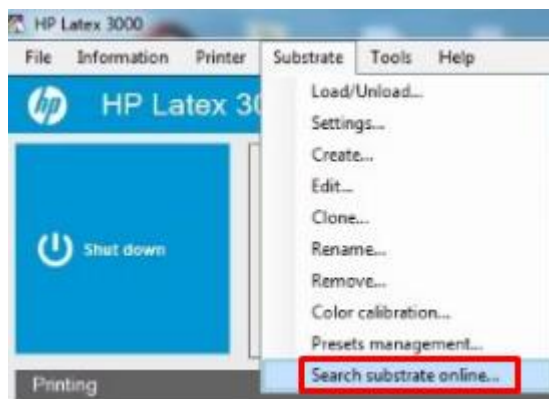 HP Latex 3000
File Information Printer Substrate Tools Help
hp HP Latex 30
Load/Unload...
Settings...
Create...
Edit...
Clone...
Rename...
Remove...
Color calibration...
Presets management...
Search substrate online...
Shut down
Printing